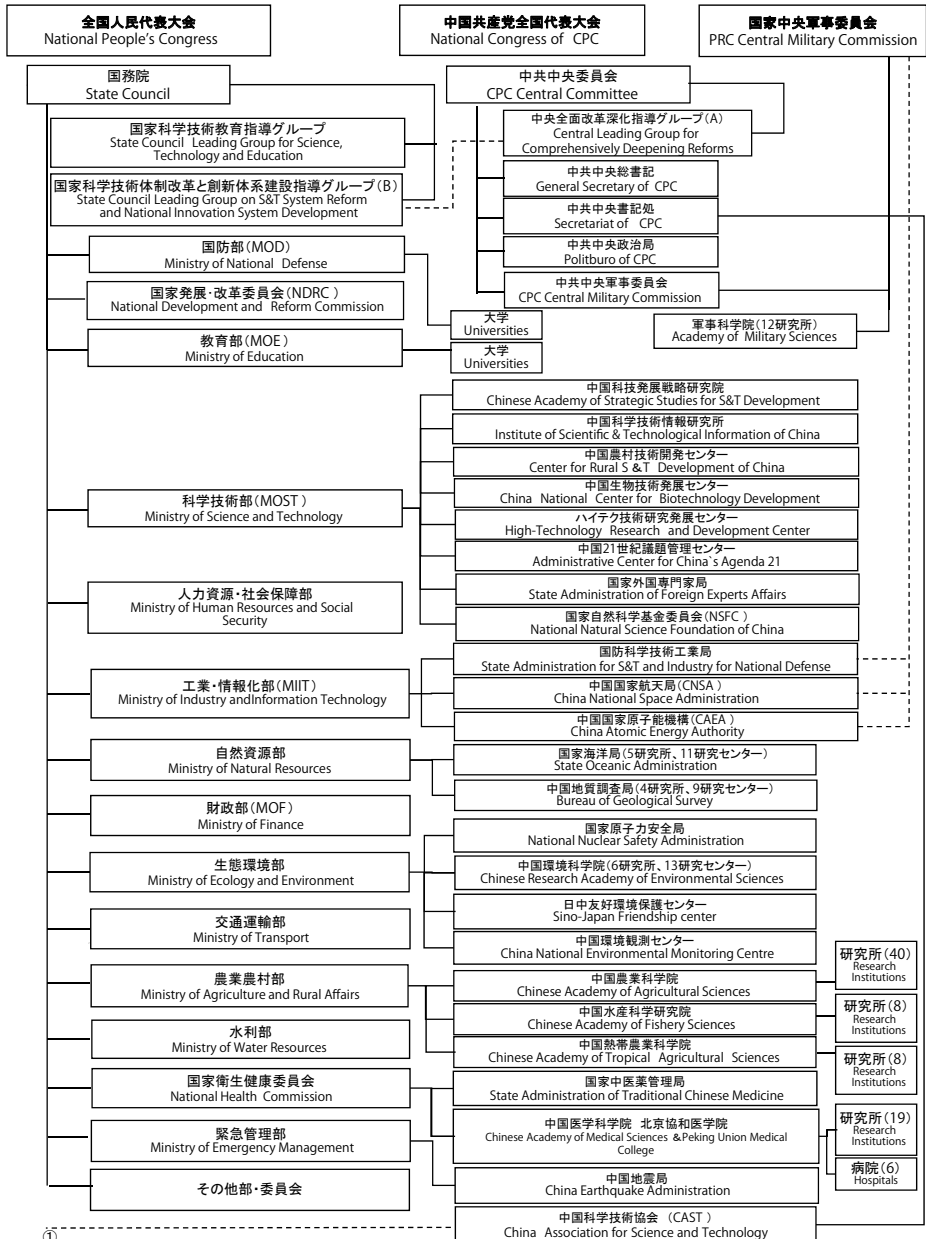 全国人民代表大会
National People's Congress
中国共産党全国代表大会
National Congress of CPC
国家中央軍事委員会
PRC Central Military Commission
国務院
State Council
中共中央委員会
CPC Central Committee
国家科学技術教育指導グループ
State Council Leading Group for Science,
Technology and Education
中央全面改革深化指導グループ(A)
Central Leading Group for
Comprehensively Deepening Reforms
国家科学技術体制改革と創新体系建設指導グループ(B)
State Council Leading Group on S&T System Reform
and National Innovation System Development
中共中央総書記
General Secretary of CPC
中共中央書記処
Secretariat of CPC
中共中央政治局
Politburo of CPC
中共中央軍事委員会
CPC Central Military Commission
国防部(MOD)
Ministry of National Defense
国家発展・改革委員会(NDRC)
National Development and Reform Commission
教育部(MOE)
Ministry of Education
大学
Universities
大学
Universities
軍事科学院(12研究所)
Academy of Military Sciences
科学技術部(MOST)
Ministry of Science and Technology
中国科技発展戦略研究院
Chinese Academy of Strategic Studies for S&T Development
中国科学技術情報研究所
Institute of Scientific & Technological Information of China
中国農村技術開発センター
Center for Rural S &T Development of China
中国生物技術発展センター
China National Center for Biotechnology Development
ハイテク技術研究発展センター
High-Technology Research and Development Center
中国21世紀議題管理センター
Administrative Center for China`s Agenda 21
国家外国専門家局
State Administration of Foreign Experts Affairs
国家自然科学基金委員会(NSFC)
National Natural Science Foundation of China
人力資源・社会保障部
Ministry of Human Resources and Social
Security
工業・情報化部(MIIT)
Ministry of Industry andInformation Technology
国防科学技術工業局
State Administration for S&T and Industry for National Defense
中国国家航天局(CNSA)
China National Space Administration
中国国家原子能機構(CAEA)
China Atomic Energy Authority
自然資源部
Ministry of Natural Resources
国家海洋局(5研究所、11研究センター)
State Oceanic Administration
中国地質調査局(4研究所、9研究センター)
Bureau of Geological Survey
財政部(MOF)
Ministry of Finance
生態環境部
Ministry of Ecology and Environment
国家原子力安全局
National Nuclear Safety Administration
中国環境科学院(6研究所、13研究センター)
Chinese Research Academy of Environmental Sciences
日中友好環境保護センター
Sino-Japan Friendship center
中国環境観測センター
China National Environmental Monitoring Centre
交通運輸部
Ministry of Transport
農業農村部
Ministry of Agriculture and Rural Affairs
中国農業科学院
Chinese Academy of Agricultural Sciences
研究所(40)
Research
Institutions
中国水産科学研究院
Chinese Academy of Fishery Sciences
研究所(8)
Research
Institutions
中国熱帯農業科学院
Chinese Academy of Tropical Agricultural Sciences
研究所(8)
Research
Institutions
水利部
Ministry of Water Resources
国家衛生健康委員会
National Health Commission
国家中医薬管理局
State Administration of Traditional Chinese Medicine
中国医学科学院 北京協和医学院
Chinese Academy of Medical Sciences &Peking Union Medical
College
研究所(19)
Research
Institutions
病院(6)
Hospitals
緊急管理部
Ministry of Emergency Management
中国地震局
China Earthquake Administration
その他部・委員会
中国科学技術協会 (CAST)
China Association for Science and Technology
①